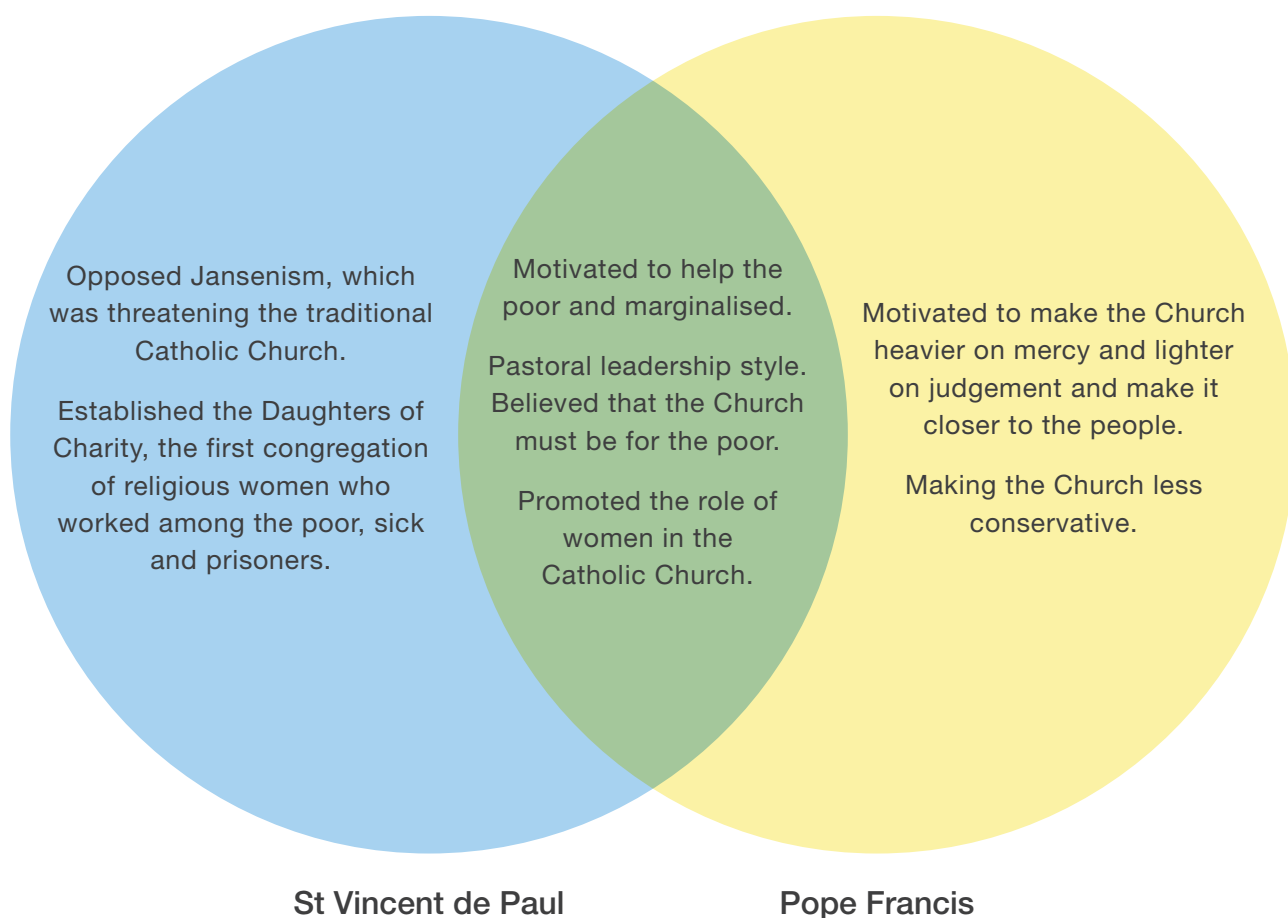 Opposed Jansenism, which
was threatening the traditional
Catholic Church.
Established the Daughters of
Charity, the first congregation
of religious women who
worked among the poor, sick
and prisoners.
Motivated to help the
poor and marginalised.
Pastoral leadership style.
Believed that the Church
must be for the poor.
Promoted the role of
women in the
Catholic Church.
Motivated to make the Church
heavier on mercy and lighter
on judgement and make it
closer to the people.
Making the Church less
conservative.
St Vincent de Paul
Pope Francis